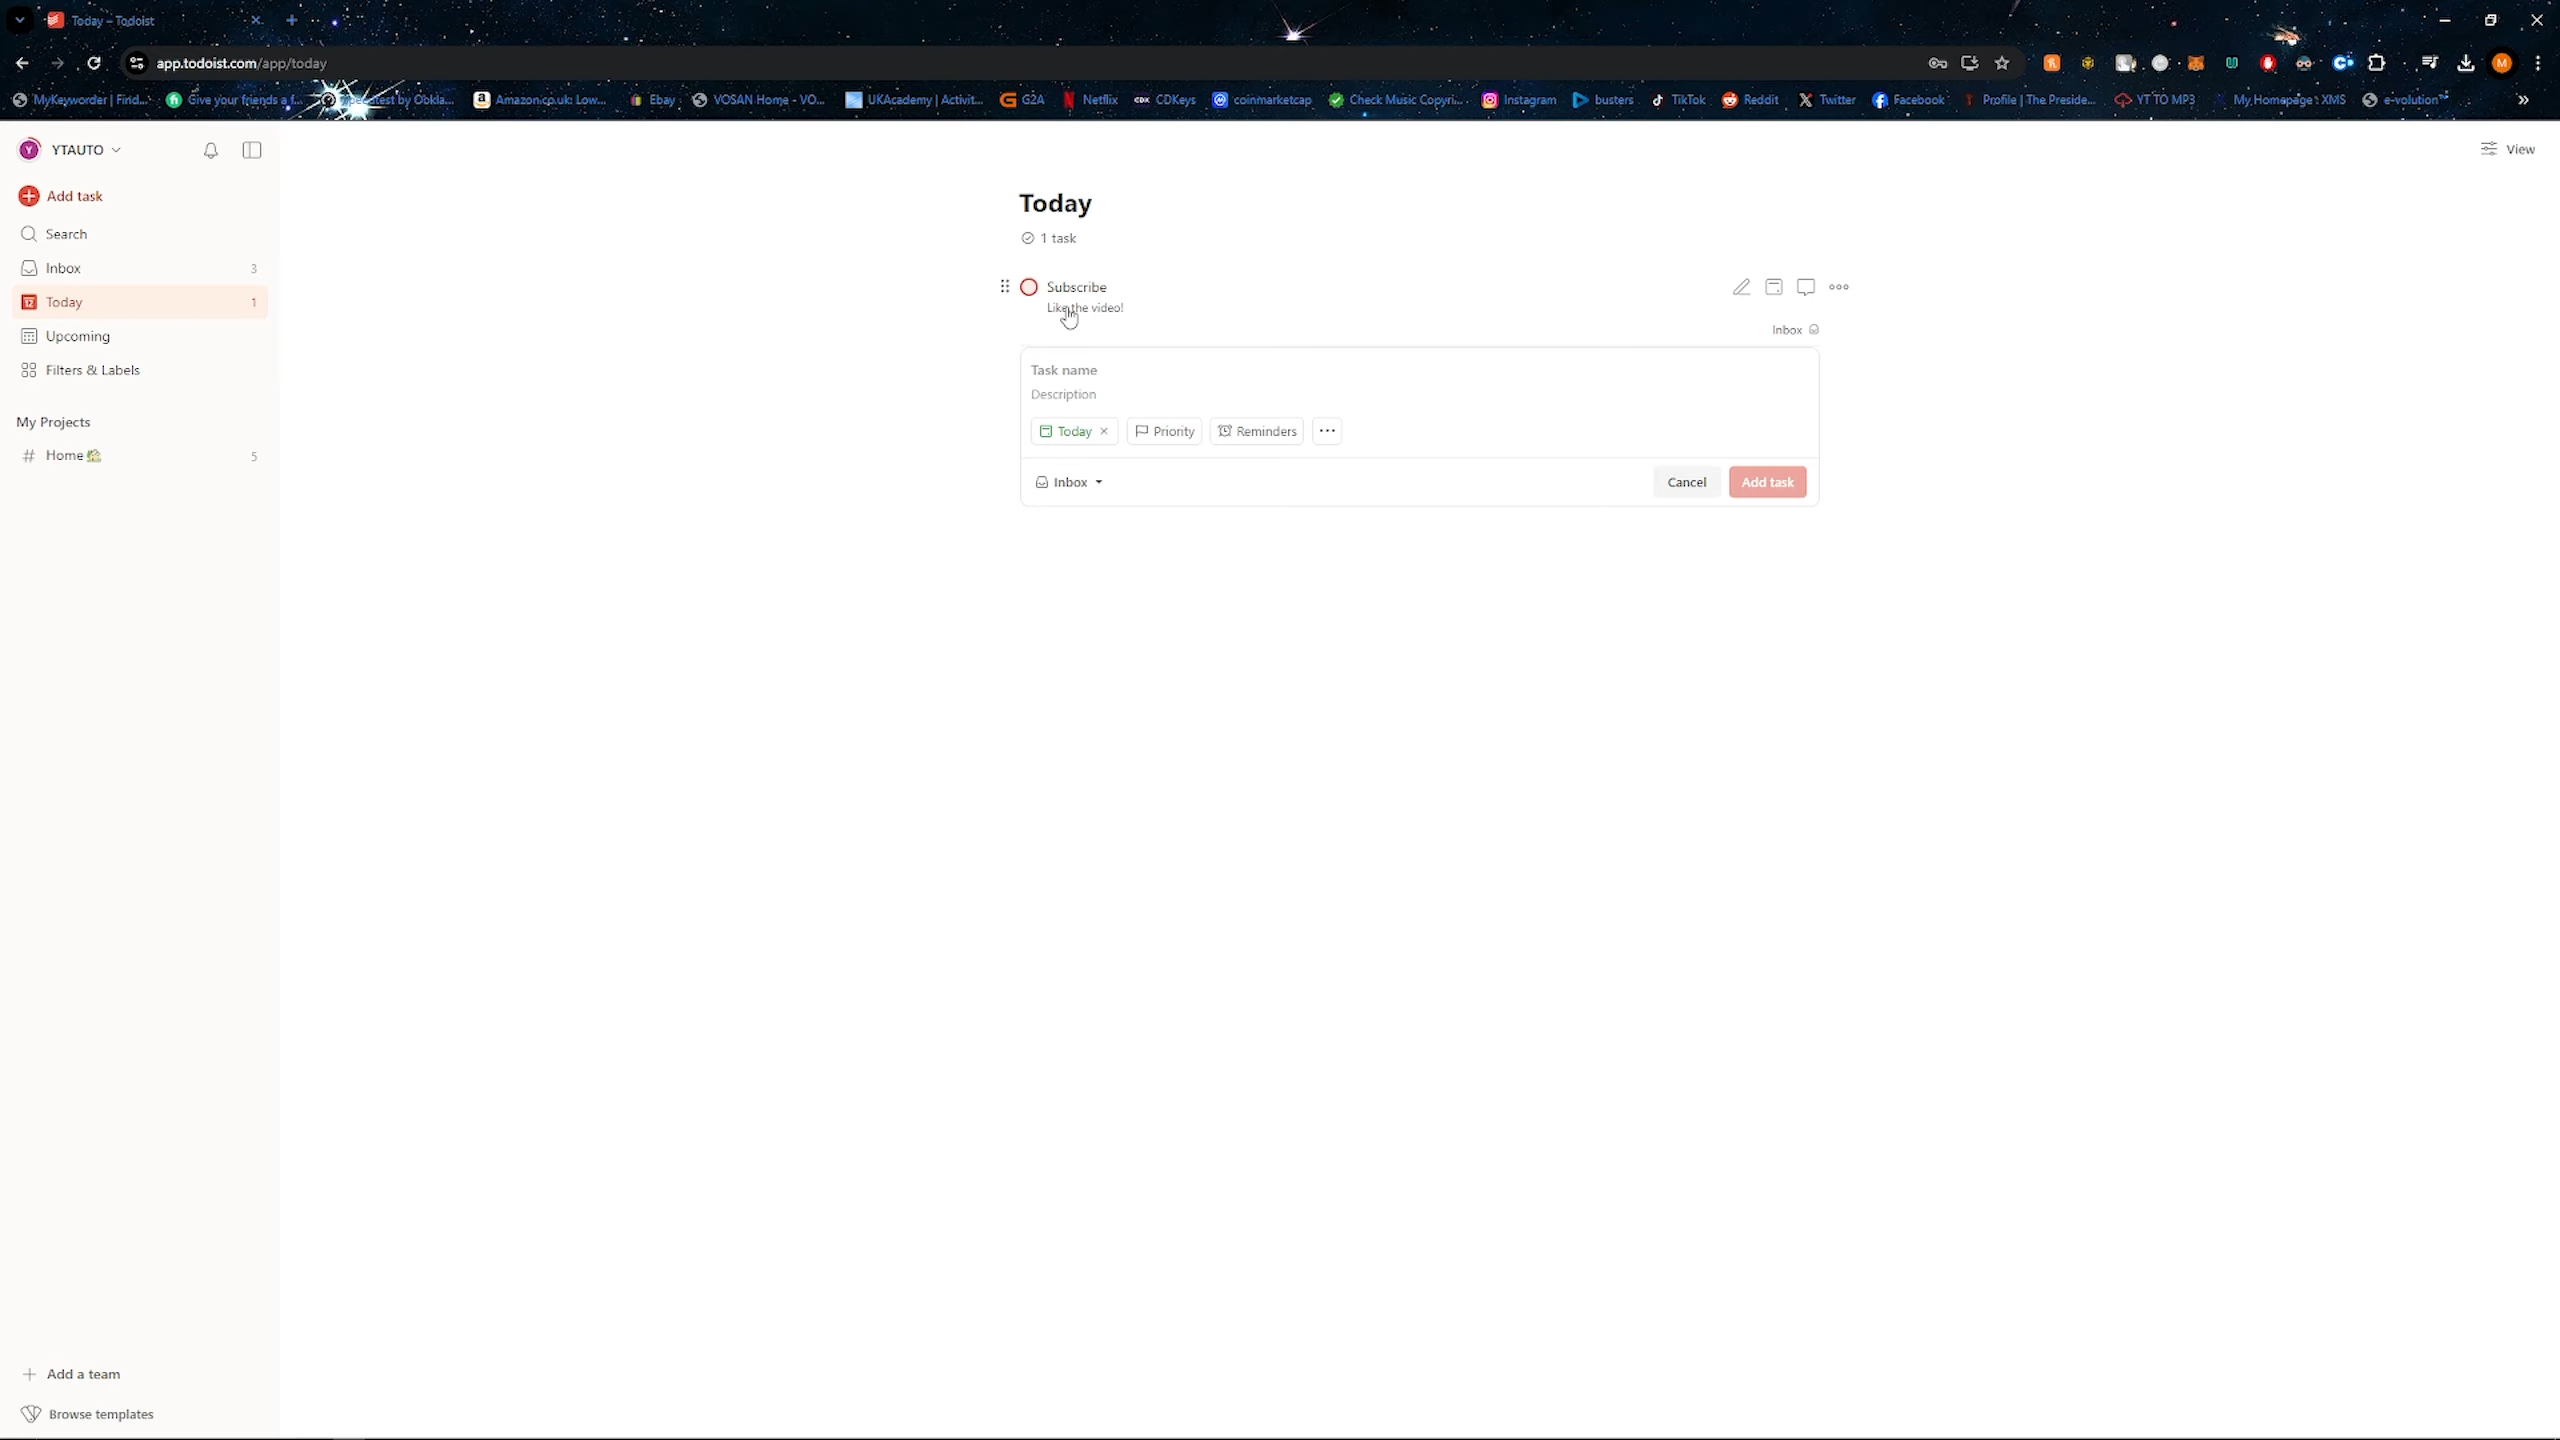 Today – Todoist
app.todoist.com/app/today
MyKeyworder | Find...
Give your friends a f...
Amazon.co.uk: Low...
Ebay
VOSAN Home - VO...
UKAcademy | Activit...
G2A
Netflix
CDKeys
coinmarketcap
Check Music Copyri...
Instagram
busters
TikTok
Reddit
Twitter
Facebook
Profile | The Preside...
YT TO MP3
My Homepage : XMS
e-volution™
Y
YTAUTO
View
Add task
Search
Inbox 3
Today 1
Upcoming
Filters & Labels
My Projects
# Home 5
Add a team
Browse templates
Today
1 task
Subscribe
Like the video!
Inbox
Task name
Description
Today
Priority
Reminders
Inbox
Cancel
Add task